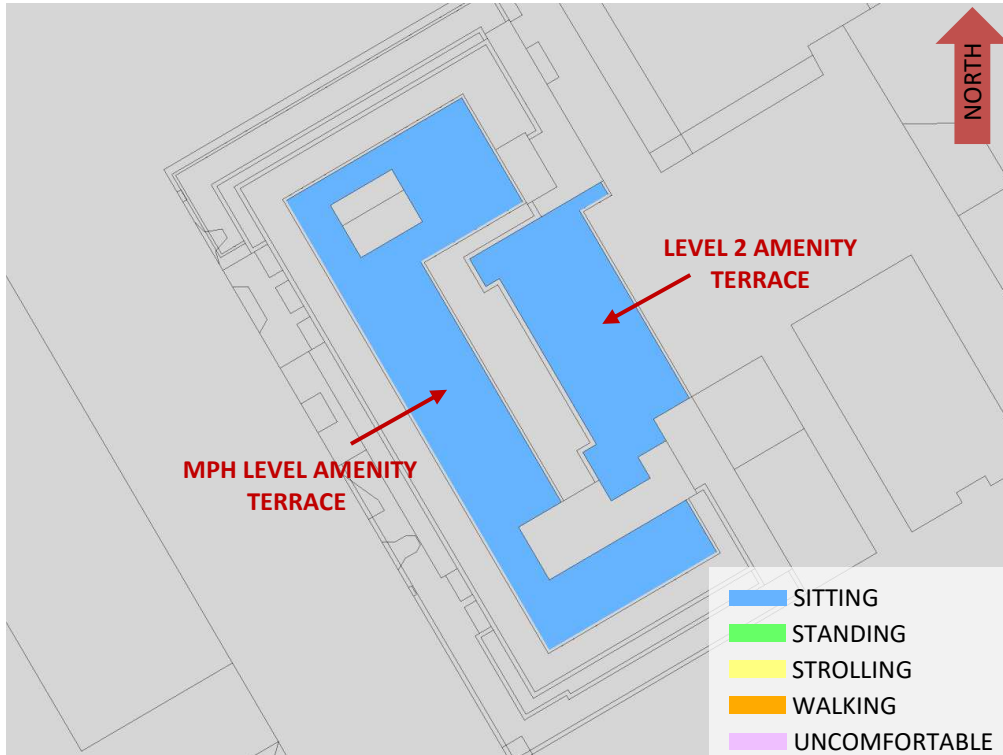 NORTH
LEVEL 2 AMENITY
TERRACE
MPH LEVEL AMENITY
TERRACE
SITTING
STANDING
STROLLING
WALKING
UNCOMFORTABLE